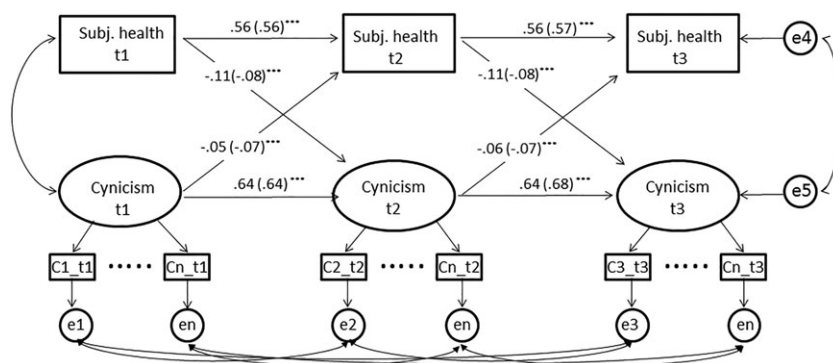 Subj. health
t1
.56 (.56)***
Subj. health
t2
.56 (.57)***
Subj. health
t3
e4
-.11(-.08)***
-.11(-.08)***
-.05 (-.07)***
-.06 (-.07)***
Cynicism
t1
.64 (.64)***
Cynicism
t2
.64 (.68)***
Cynicism
t3
e5
C1_t1 ..... Cn_t1
C2_t2 ..... Cn_t2
C3_t3 ..... Cn_t3
e1
en
e2
en
e3
en